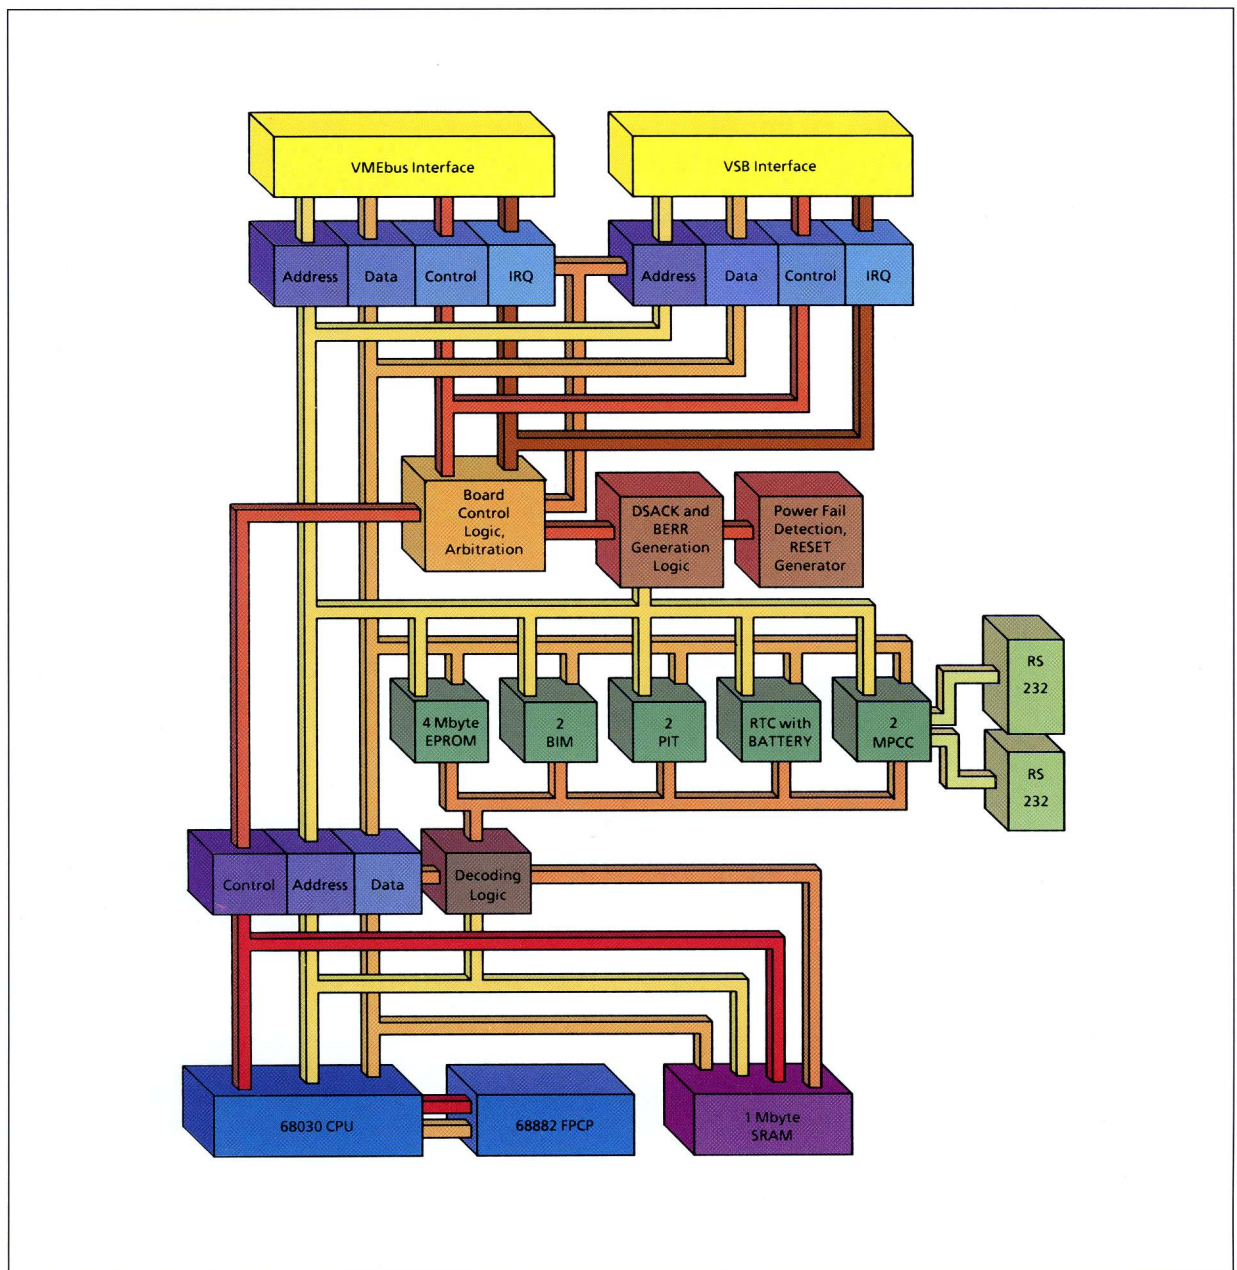 VMEbus Interface
VSB Interface
Address
Data
Control
IRQ
Address
Data
Control
IRQ
Board
Control
Logic,
Arbitration
DSACK and
BERR
Generation
Logic
Power Fail
Detection,
RESET
Generator
4 Mbyte
EPROM
2
BIM
2
PIT
RTC with
BATTERY
2
MPCC
RS
232
RS
232
Control
Address
Data
Decoding
Logic
68030 CPU
68882 FPCP
1 Mbyte
SRAM